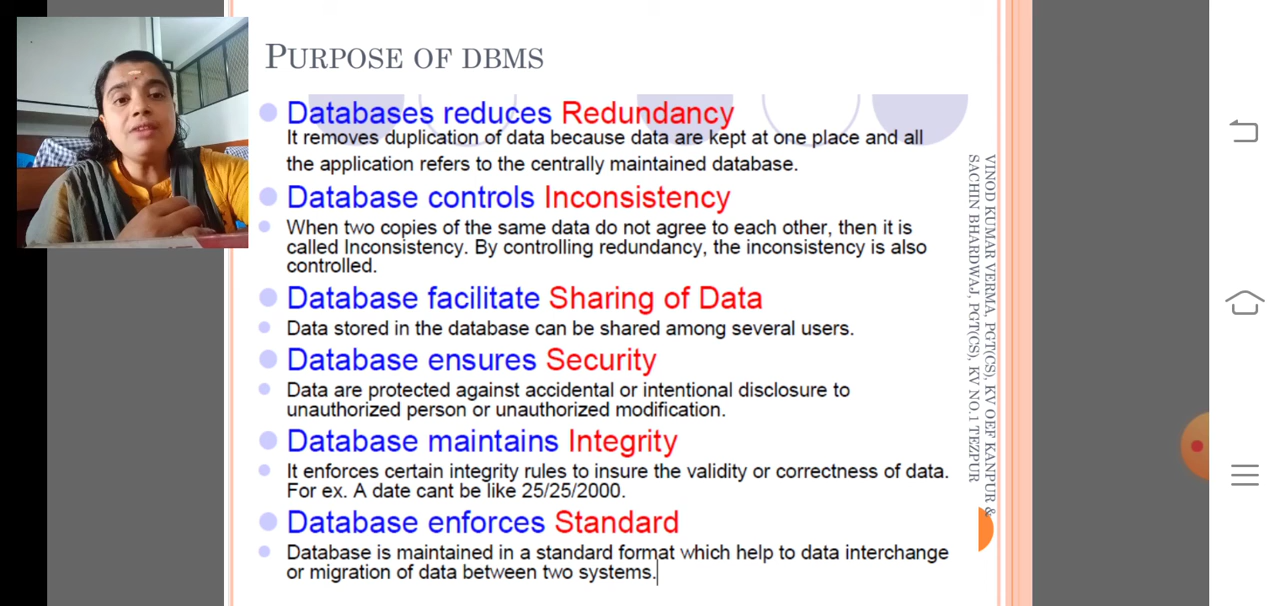 PURPOSE OF DBMS
Databases reduces Redundancy
It removes duplication of data because data are kept at one place and all
the application refers to the centrally maintained database.
Database controls Inconsistency
When two copies of the same data do not agree to each other, then it is
called Inconsistency. By controlling redundancy, the inconsistency is also
controlled.
Database facilitate Sharing of Data
Data stored in the database can be shared among several users.
Database ensures Security
Data are protected against accidental or intentional disclosure to
unauthorized person or unauthorized modification.
Database maintains Integrity
It enforces certain integrity rules to insure the validity or correctness of data.
For ex. A date cant be like 25/25/2000.
Database enforces Standard
Database is maintained in a standard format which help to data interchange
or migration of data between two systems.
VINOD KUMAR VERMA, PGT(CS), KV OEF KANPUR &
SACHIN BHARDWAJ, PGT(CS), KV NO.1 TEZPUR